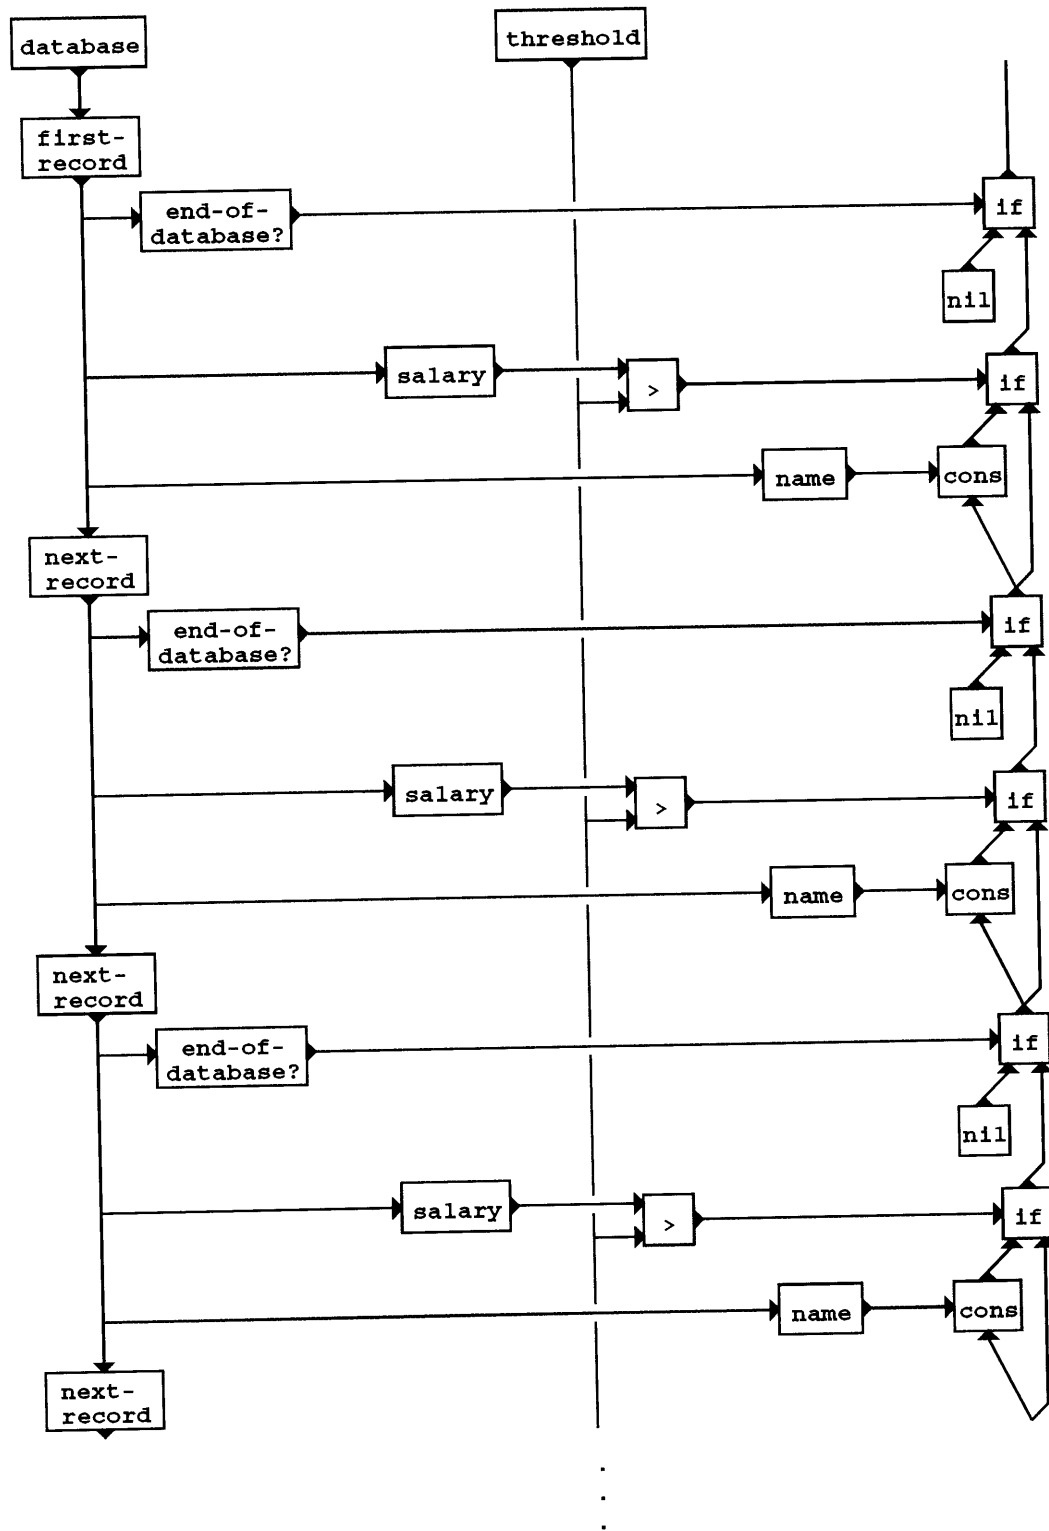 database
threshold
first-
record
end-of-
database?
if
nil
salary
>
if
name
cons
next-
record
end-of-
database?
if
nil
salary
>
if
name
cons
next-
record
end-of-
database?
if
nil
salary
>
if
name
cons
next-
record
.
.
.